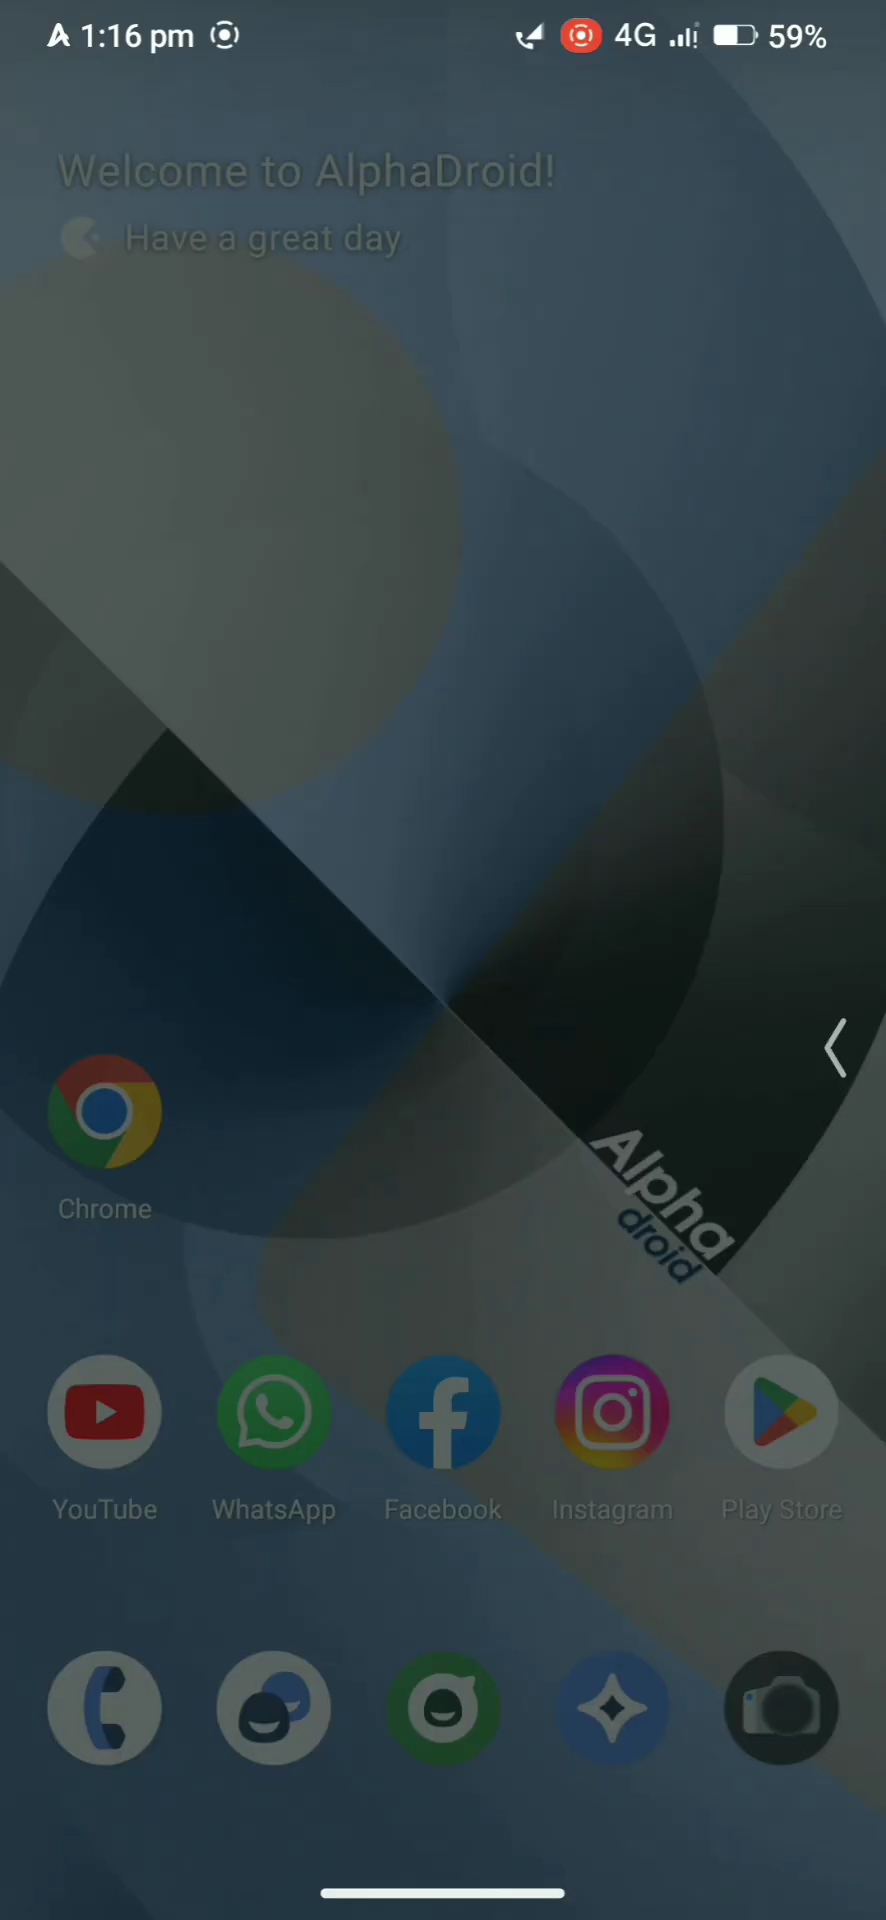 1:16 pm 4G 59%
Welcome to AlphaDroid!
Have a great day
Chrome
Alpha
droid
YouTube WhatsApp Facebook Instagram Play Store